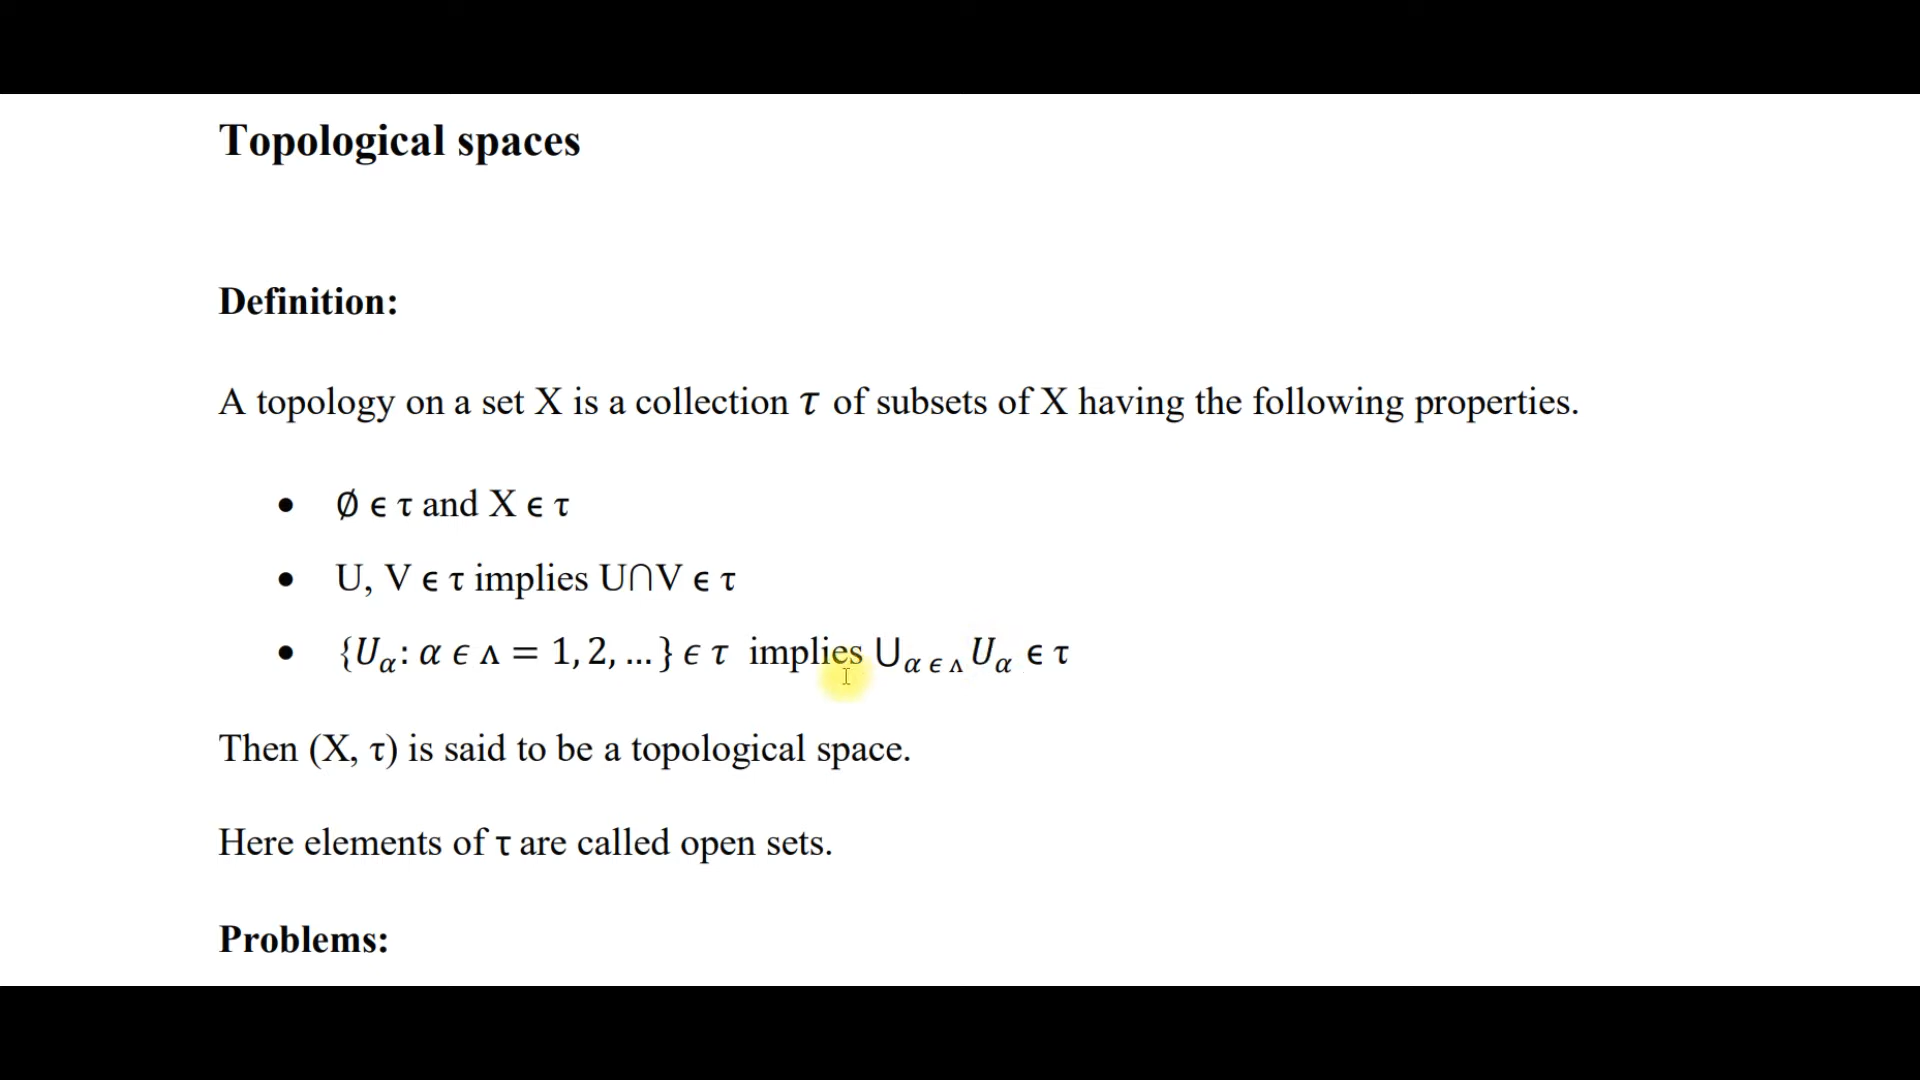 Topological spaces
Definition:
A topology on a set X is a collection τ of subsets of X having the following properties.
• ∅ ϵ τ and X ϵ τ
• U, V ϵ τ implies U∩V ϵ τ
• {U_α: α ϵ ʌ = 1, 2, …} ϵ τ implies ⋃_{α ϵ ʌ} U_α ϵ τ
Then (X, τ) is said to be a topological space.
Here elements of τ are called open sets.
Problems: